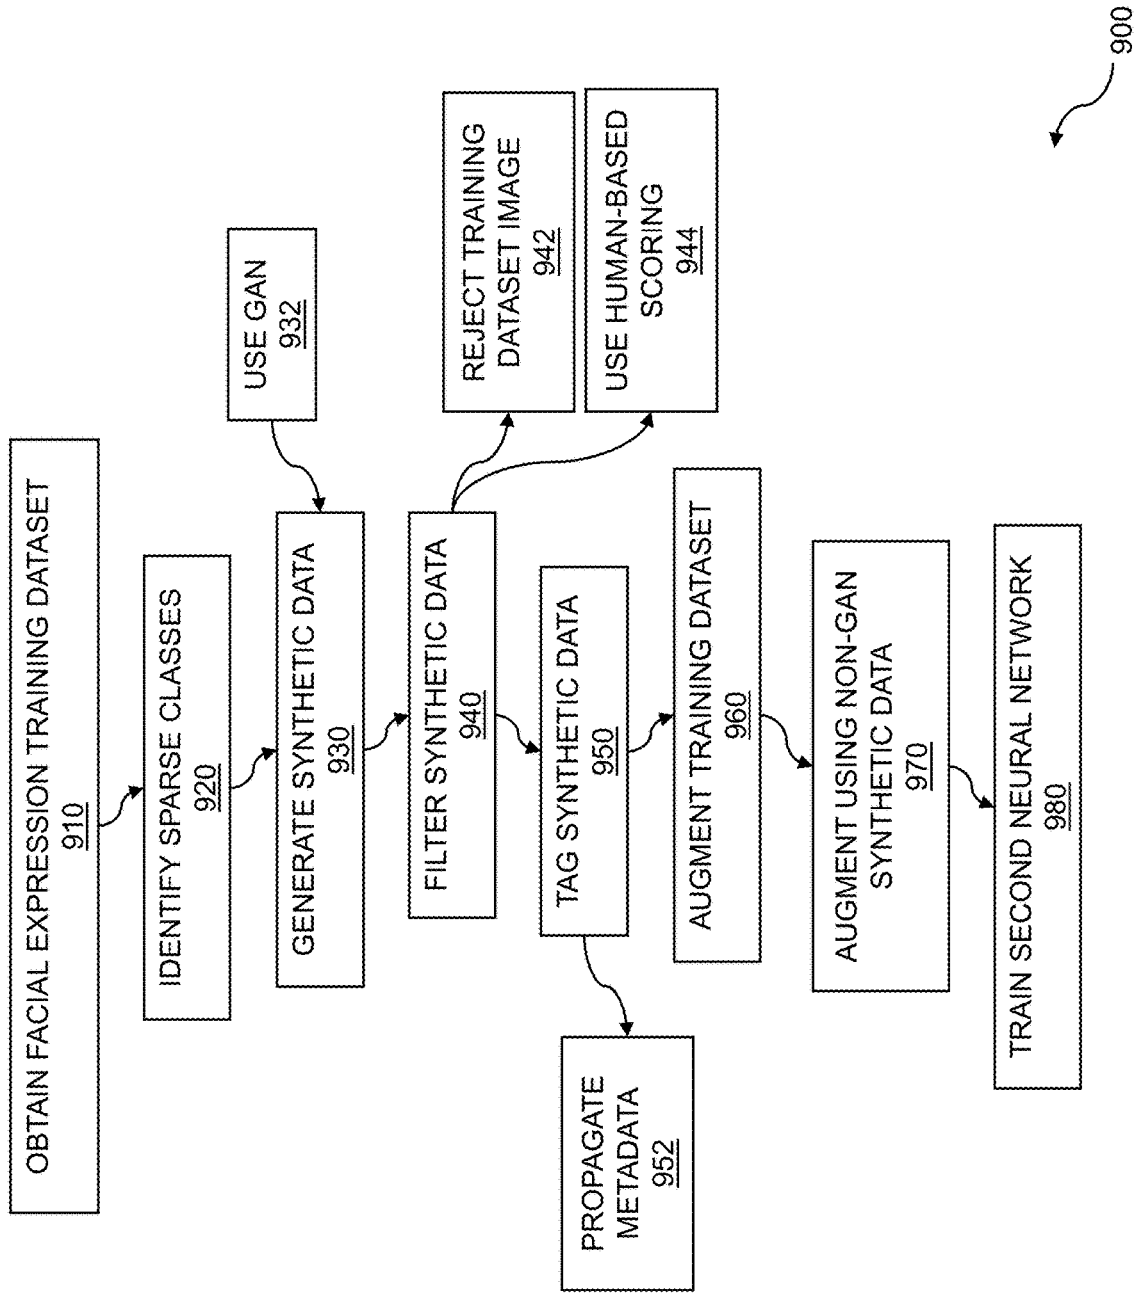 OBTAIN FACIAL EXPRESSION TRAINING DATASET
910
IDENTIFY SPARSE CLASSES
920
USE GAN
932
GENERATE SYNTHETIC DATA
930
FILTER SYNTHETIC DATA
940
REJECT TRAINING
DATASET IMAGE
942
USE HUMAN-BASED
SCORING
944
TAG SYNTHETIC DATA
950
PROPAGATE
METADATA
952
AUGMENT TRAINING DATASET
960
AUGMENT USING NON-GAN
SYNTHETIC DATA
970
TRAIN SECOND NEURAL NETWORK
980
900